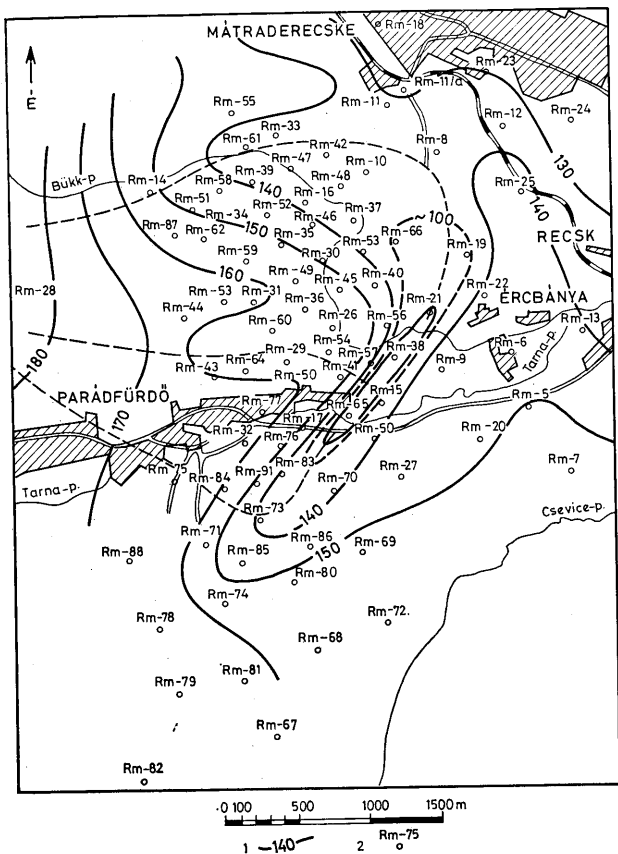 MÁTRADERECSKE
Rm-18
Rm-23
Rm-11/a
É
Rm-55
Rm-11
Rm-12
Rm-24
Rm-33
Rm-61
Rm-42
Rm-8
130
Rm-47
Rm-10
Bükk-p
Rm-39
Rm-48
Rm-14
Rm-58
140
Rm-16
Rm-25
140
Rm-51
Rm-52
Rm-34
Rm-46
Rm-37
~100
150
Rm-87
Rm-62
Rm-35
Rm-66
RECSK
Rm-59
Rm-30
Rm-53
Rm-19
160
Rm-49
Rm-45
Rm-40
Rm-22
Rm-28
Rm-53
Rm-31
Rm-36
Rm-21
ÉRCBÁNYA
Rm-44
Rm-26
Rm-56
Rm-13
Rm-60
Rm-54
Rm-38
Rm-6
180
Rm-29
Rm-57
Rm-9
Tarna-p.
Rm-43
Rm-64
Rm-50
Rm-41
PARÁDFÜRDŐ
Rm-15
Rm-5
170
Rm-77
Rm-17
Rm-65
Rm-32
Rm-76
Rm-50
Rm-20
Rm-75
Rm-84
Rm-91
Rm-83
Rm-70
Rm-27
Rm-7
Tarna-p.
Rm-73
140
Csevice-p.
Rm-71
Rm-86
150
Rm-69
Rm-88
Rm-85
Rm-80
Rm-74
Rm-78
Rm-72.
Rm-68
Rm-81
Rm-79
Rm-67
Rm-82
0 100 500 1000 1500 m
1 140 2 Rm-75